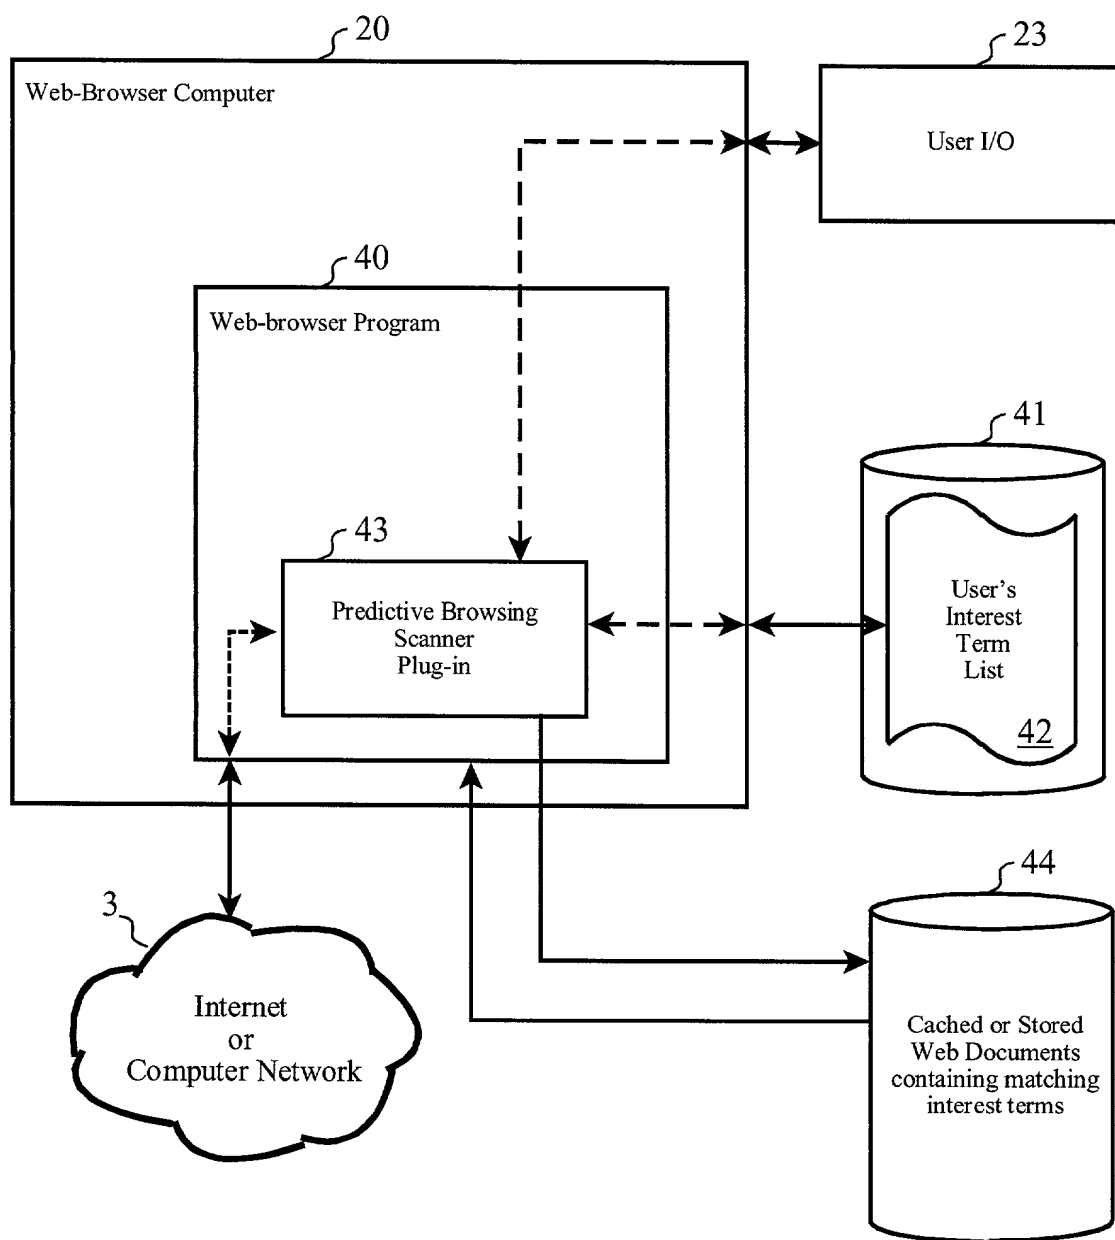 20
23
Web-Browser Computer
User I/O
40
Web-browser Program
41
43
Predictive Browsing
Scanner
Plug-in
User's
Interest
Term
List
42
44
3
Internet
or
Computer Network
Cached or Stored
Web Documents
containing matching
interest terms